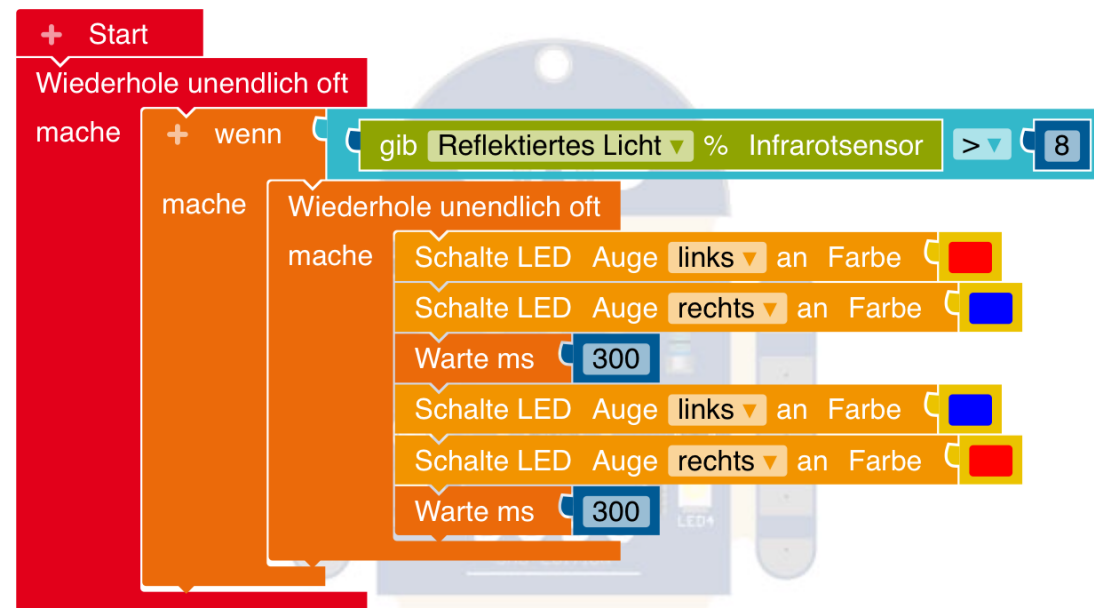 + Start
Wiederhole unendlich oft
mache + wenn gib Reflektiertes Licht ▾ % Infrarotsensor > ▾ 8
mache Wiederhole unendlich oft
mache Schalte LED Auge links ▾ an Farbe
Schalte LED Auge rechts ▾ an Farbe
Warte ms 300
Schalte LED Auge links ▾ an Farbe
Schalte LED Auge rechts ▾ an Farbe
Warte ms 300
LED4